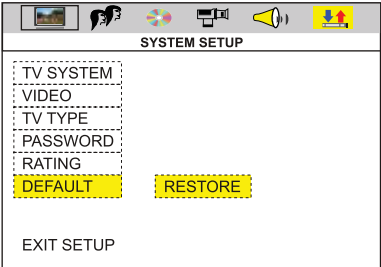 SYSTEM SETUP
TV SYSTEM
VIDEO
TV TYPE
PASSWORD
RATING
DEFAULT RESTORE
EXIT SETUP